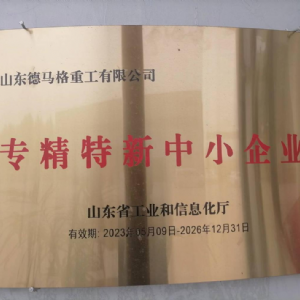 山东德马格重工有限公司
专精特新中小企业
山东省工业和信息化厅
有效期: 2023年05月09日-2026年12月31日